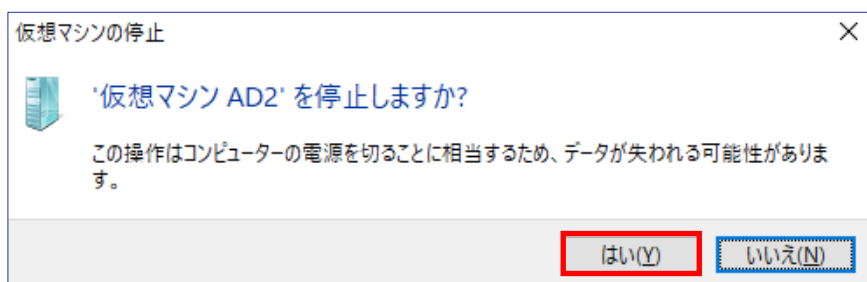 仮想マシンの停止
'仮想マシン AD2' を停止しますか?
この操作はコンピューターの電源を切ることに相当するため、データが失われる可能性がありま
す。
はい(Y) いいえ(N)